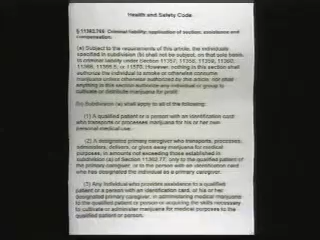 Health and Safety Code
§ 11362.765 Criminal liability; application of section, assistance and
compensation.
(a) Subject to the requirements of this article, the individuals
specified in subdivision (b) shall not be subject, on that sole basis,
to criminal liability under Section 11357, 11358, 11359, 11360,
11366, 11366.5, or 11570. However, nothing in this section shall
authorize the individual to smoke or otherwise consume
marijuana unless otherwise authorized by this article, nor shall
anything in this section authorize any individual or group to
cultivate or distribute marijuana for profit.
(b) Subdivision (a) shall apply to all of the following:
(1) A qualified patient or a person with an identification card
who transports or processes marijuana for his or her own
personal medical use.
(2) A designated primary caregiver who transports, processes,
administers, delivers, or gives away marijuana for medical
purposes, in amounts not exceeding those established in
subdivision (a) of Section 11362.77, only to the qualified patient of
the primary caregiver, or to the person with an identification card
who has designated the individual as a primary caregiver.
(3) Any individual who provides assistance to a qualified
patient or a person with an identification card, or his or her
designated primary caregiver, in administering medical marijuana
to the qualified patient or person or acquiring the skills necessary
to cultivate or administer marijuana for medical purposes to the
qualified patient or person.